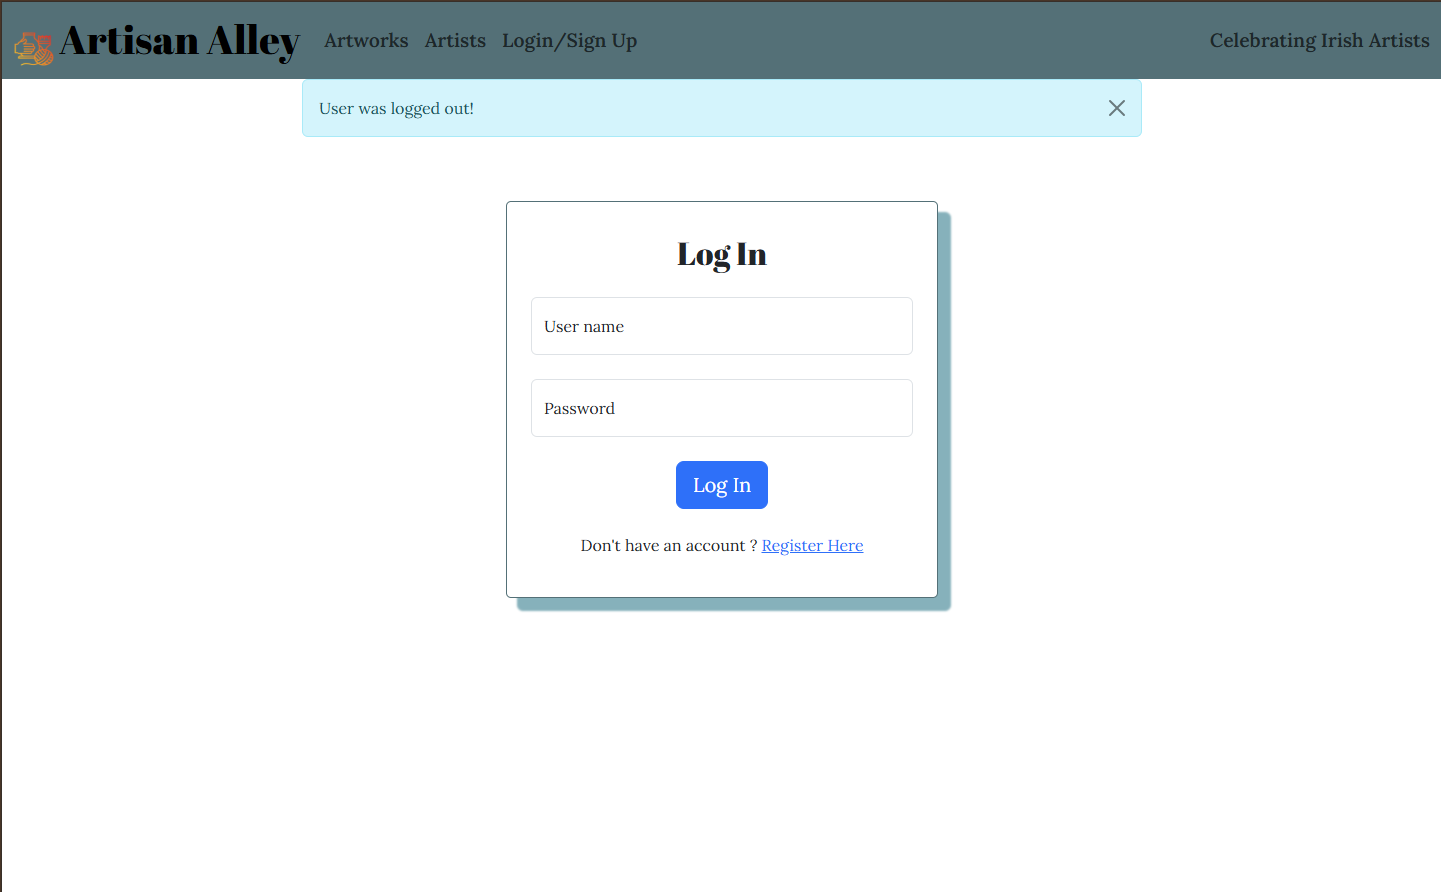 Artisan Alley Artworks Artists Login/Sign Up Celebrating Irish Artists
User was logged out!
Log In
User name
Password
Log In
Don't have an account ? Register Here